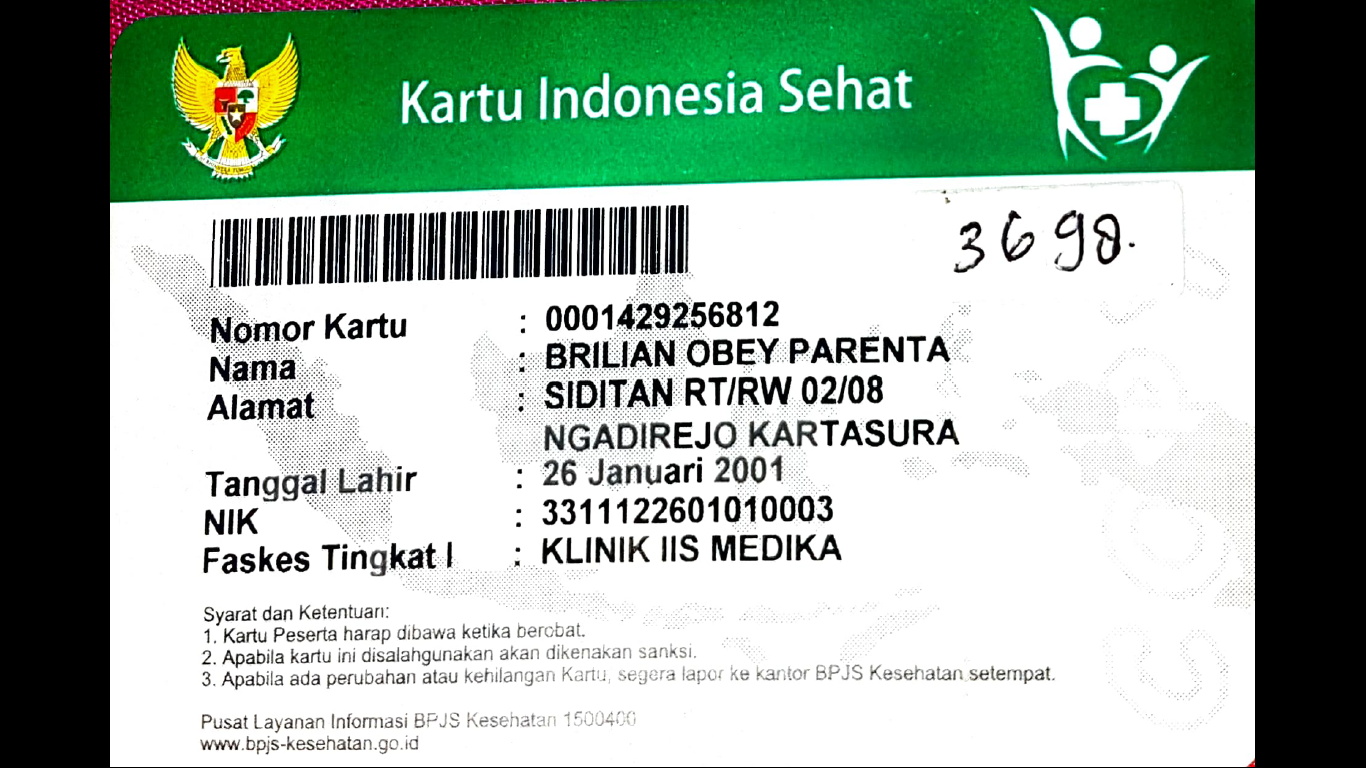 Kartu Indonesia Sehat
3690.
Nomor Kartu : 0001429256812
Nama : BRILIAN OBEY PARENTA
Alamat : SIDITAN RT/RW 02/08
NGADIREJO KARTASURA
Tanggal Lahir : 26 Januari 2001
NIK : 3311122601010003
Faskes Tingkat I : KLINIK IIS MEDIKA
Syarat dan Ketentuan:
1. Kartu Peserta harap dibawa ketika berobat.
2. Apabila kartu ini disalahgunakan akan dikenakan sanksi.
3. Apabila ada perubahan atau kehilangan Kartu, segera lapor ke kantor BPJS Kesehatan setempat.
Pusat Layanan Informasi BPJS Kesehatan 1500400
www.bpjs-kesehatan.go.id